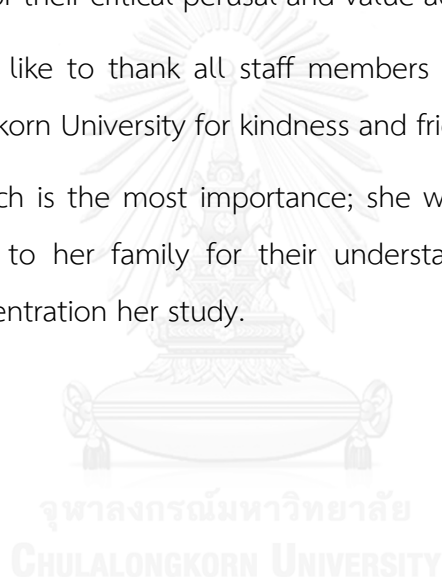 or their critical perusal and value a
like to thank all staff members
korn University for kindness and frie
ch is the most importance; she w
to her family for their understa
entration her study.
จุฬาลงกรณ์มหาวิทยาลัย
CHULALONGKORN UNIVERSITY